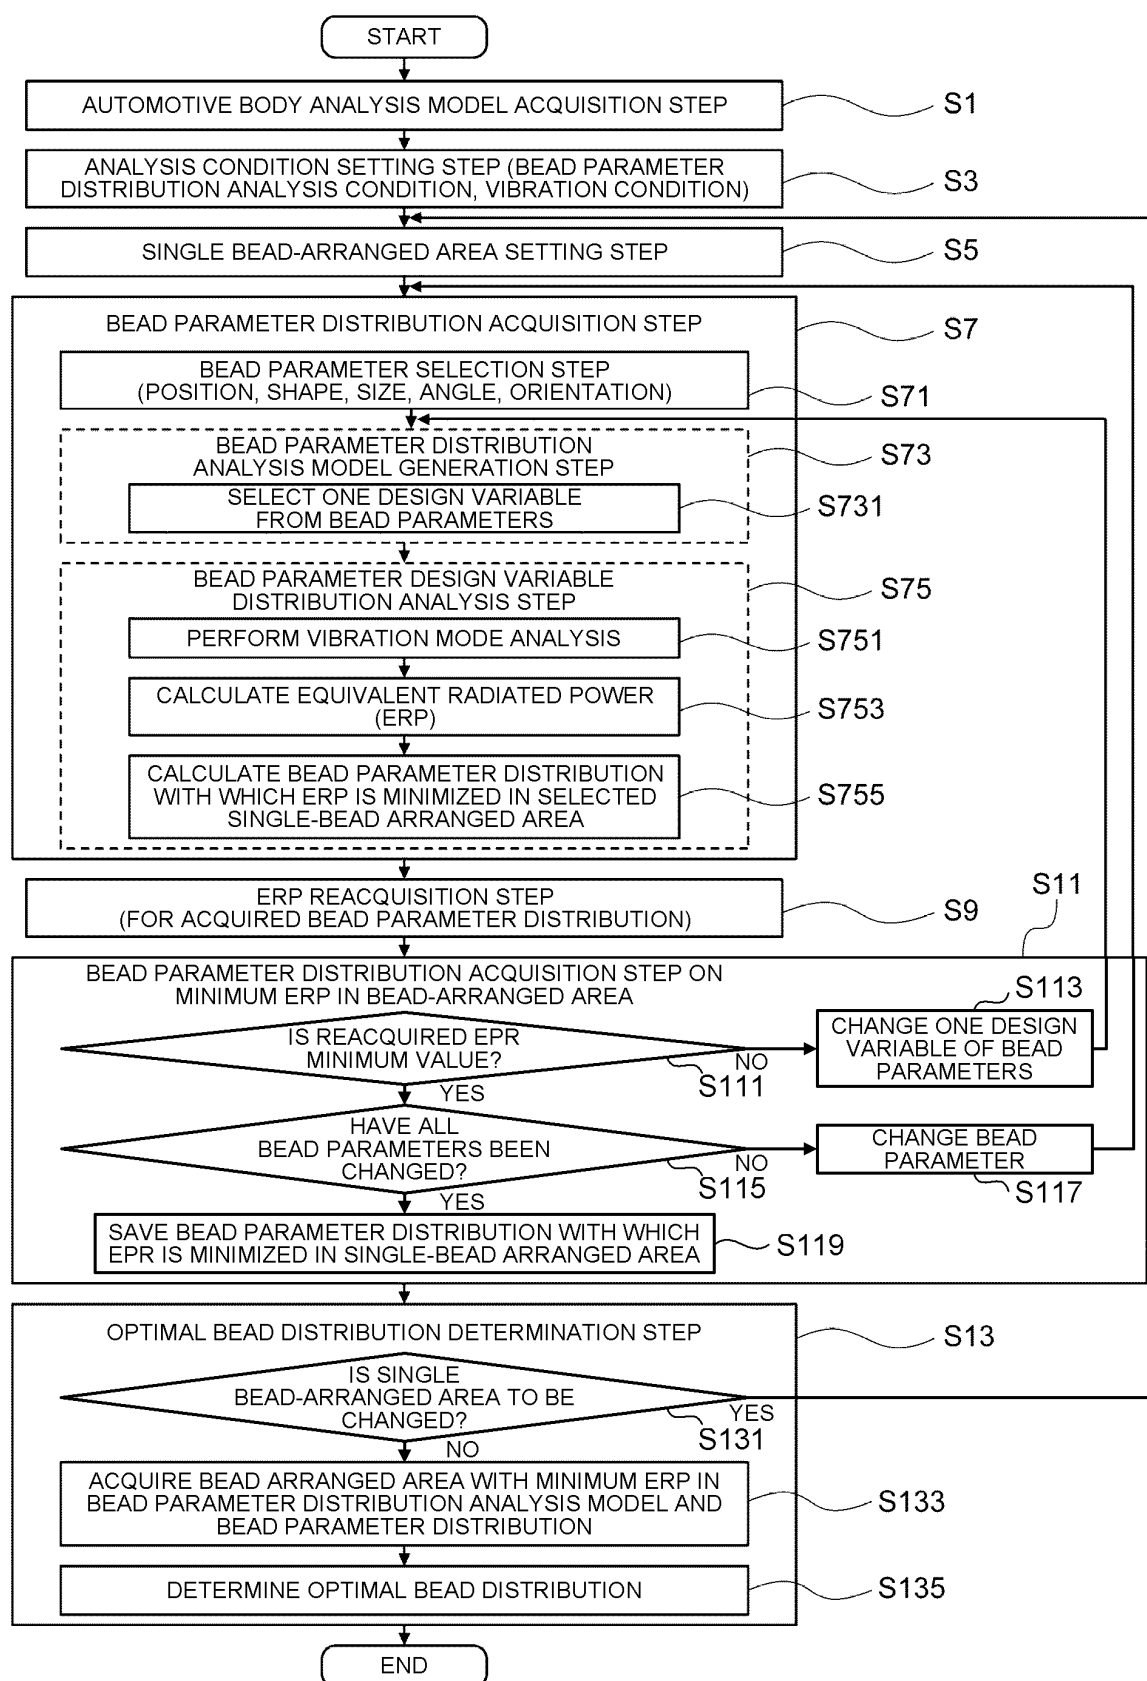 START
AUTOMOTIVE BODY ANALYSIS MODEL ACQUISITION STEP
S1
ANALYSIS CONDITION SETTING STEP (BEAD PARAMETER
DISTRIBUTION ANALYSIS CONDITION, VIBRATION CONDITION)
S3
SINGLE BEAD-ARRANGED AREA SETTING STEP
S5
BEAD PARAMETER DISTRIBUTION ACQUISITION STEP
S7
BEAD PARAMETER SELECTION STEP
(POSITION, SHAPE, SIZE, ANGLE, ORIENTATION)
S71
BEAD PARAMETER DISTRIBUTION
ANALYSIS MODEL GENERATION STEP
S73
SELECT ONE DESIGN VARIABLE
FROM BEAD PARAMETERS
S731
BEAD PARAMETER DESIGN VARIABLE
DISTRIBUTION ANALYSIS STEP
S75
PERFORM VIBRATION MODE ANALYSIS
S751
CALCULATE EQUIVALENT RADIATED POWER
(ERP)
S753
CALCULATE BEAD PARAMETER DISTRIBUTION
WITH WHICH ERP IS MINIMIZED IN SELECTED
SINGLE-BEAD ARRANGED AREA
S755
ERP REACQUISITION STEP
(FOR ACQUIRED BEAD PARAMETER DISTRIBUTION)
S9
S11
BEAD PARAMETER DISTRIBUTION ACQUISITION STEP ON
MINIMUM ERP IN BEAD-ARRANGED AREA
IS REACQUIRED EPR
MINIMUM VALUE?
NO
S111
YES
S113
CHANGE ONE DESIGN
VARIABLE OF BEAD
PARAMETERS
HAVE ALL
BEAD PARAMETERS BEEN
CHANGED?
NO
S115
YES
CHANGE BEAD
PARAMETER
S117
SAVE BEAD PARAMETER DISTRIBUTION WITH WHICH
EPR IS MINIMIZED IN SINGLE-BEAD ARRANGED AREA
S119
OPTIMAL BEAD DISTRIBUTION DETERMINATION STEP
S13
IS SINGLE
BEAD-ARRANGED AREA TO BE
CHANGED?
YES
S131
NO
ACQUIRE BEAD ARRANGED AREA WITH MINIMUM ERP IN
BEAD PARAMETER DISTRIBUTION ANALYSIS MODEL AND
BEAD PARAMETER DISTRIBUTION
S133
DETERMINE OPTIMAL BEAD DISTRIBUTION
S135
END